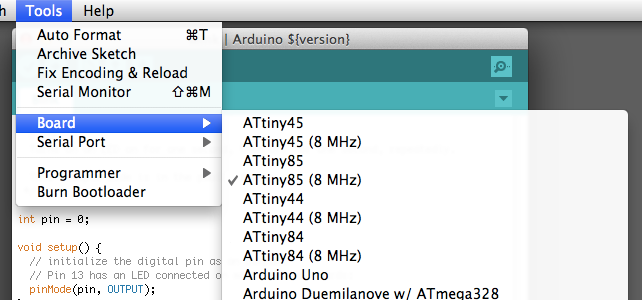 h Tools Help
| Arduino ${version}
Auto Format ⌘T
Archive Sketch
Fix Encoding & Reload
Serial Monitor ⇧⌘M
Board
Serial Port
Programmer
Burn Bootloader
ATtiny45
ATtiny45 (8 MHz)
ATtiny85
✓ ATtiny85 (8 MHz)
ATtiny44
ATtiny44 (8 MHz)
ATtiny84
ATtiny84 (8 MHz)
Arduino Uno
Arduino Duemilanove w/ ATmega328
int pin = 0;
void setup() {
// initialize the digital pin as
// Pin 13 has an LED connected o
pinMode(pin, OUTPUT);